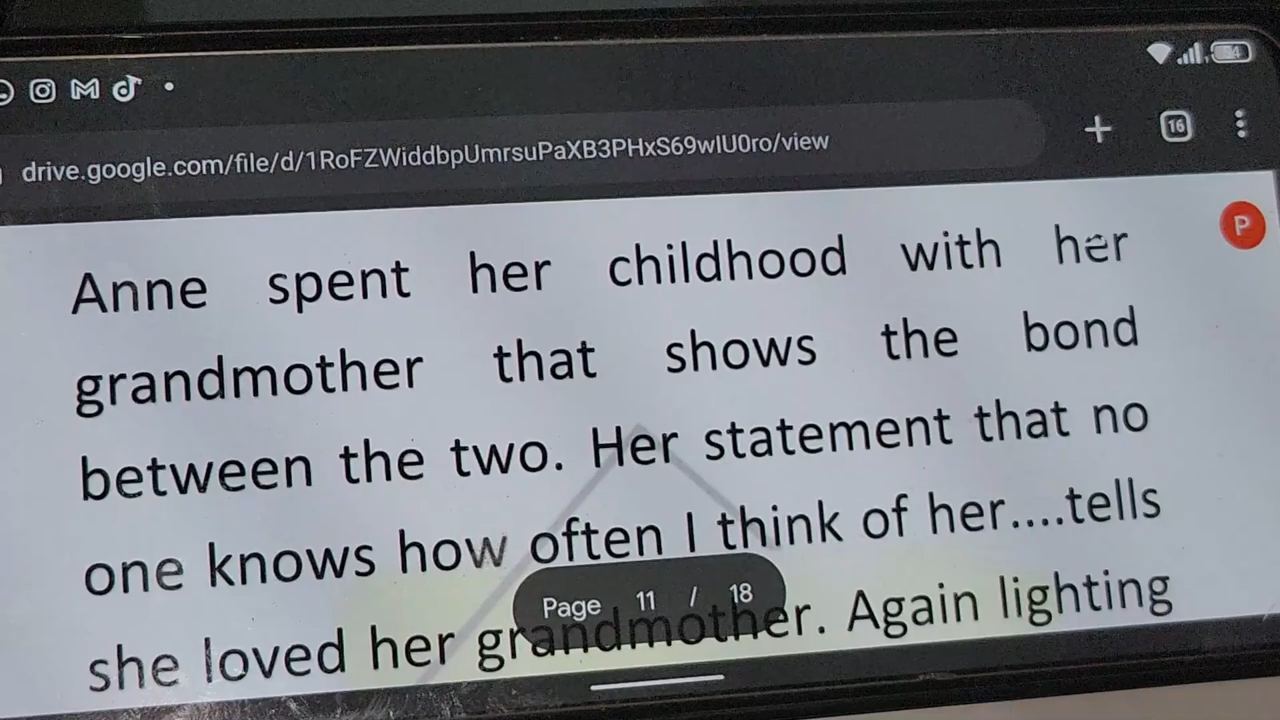 54
drive.google.com/file/d/1RoFZWiddbpUmrsuPaXB3PHxS69wIU0ro/view
16
P
Anne spent her childhood with her
grandmother that shows the bond
between the two. Her statement that no
one knows how often I think of her....tells
she loved her grandmother. Again lighting
Page 11 / 18